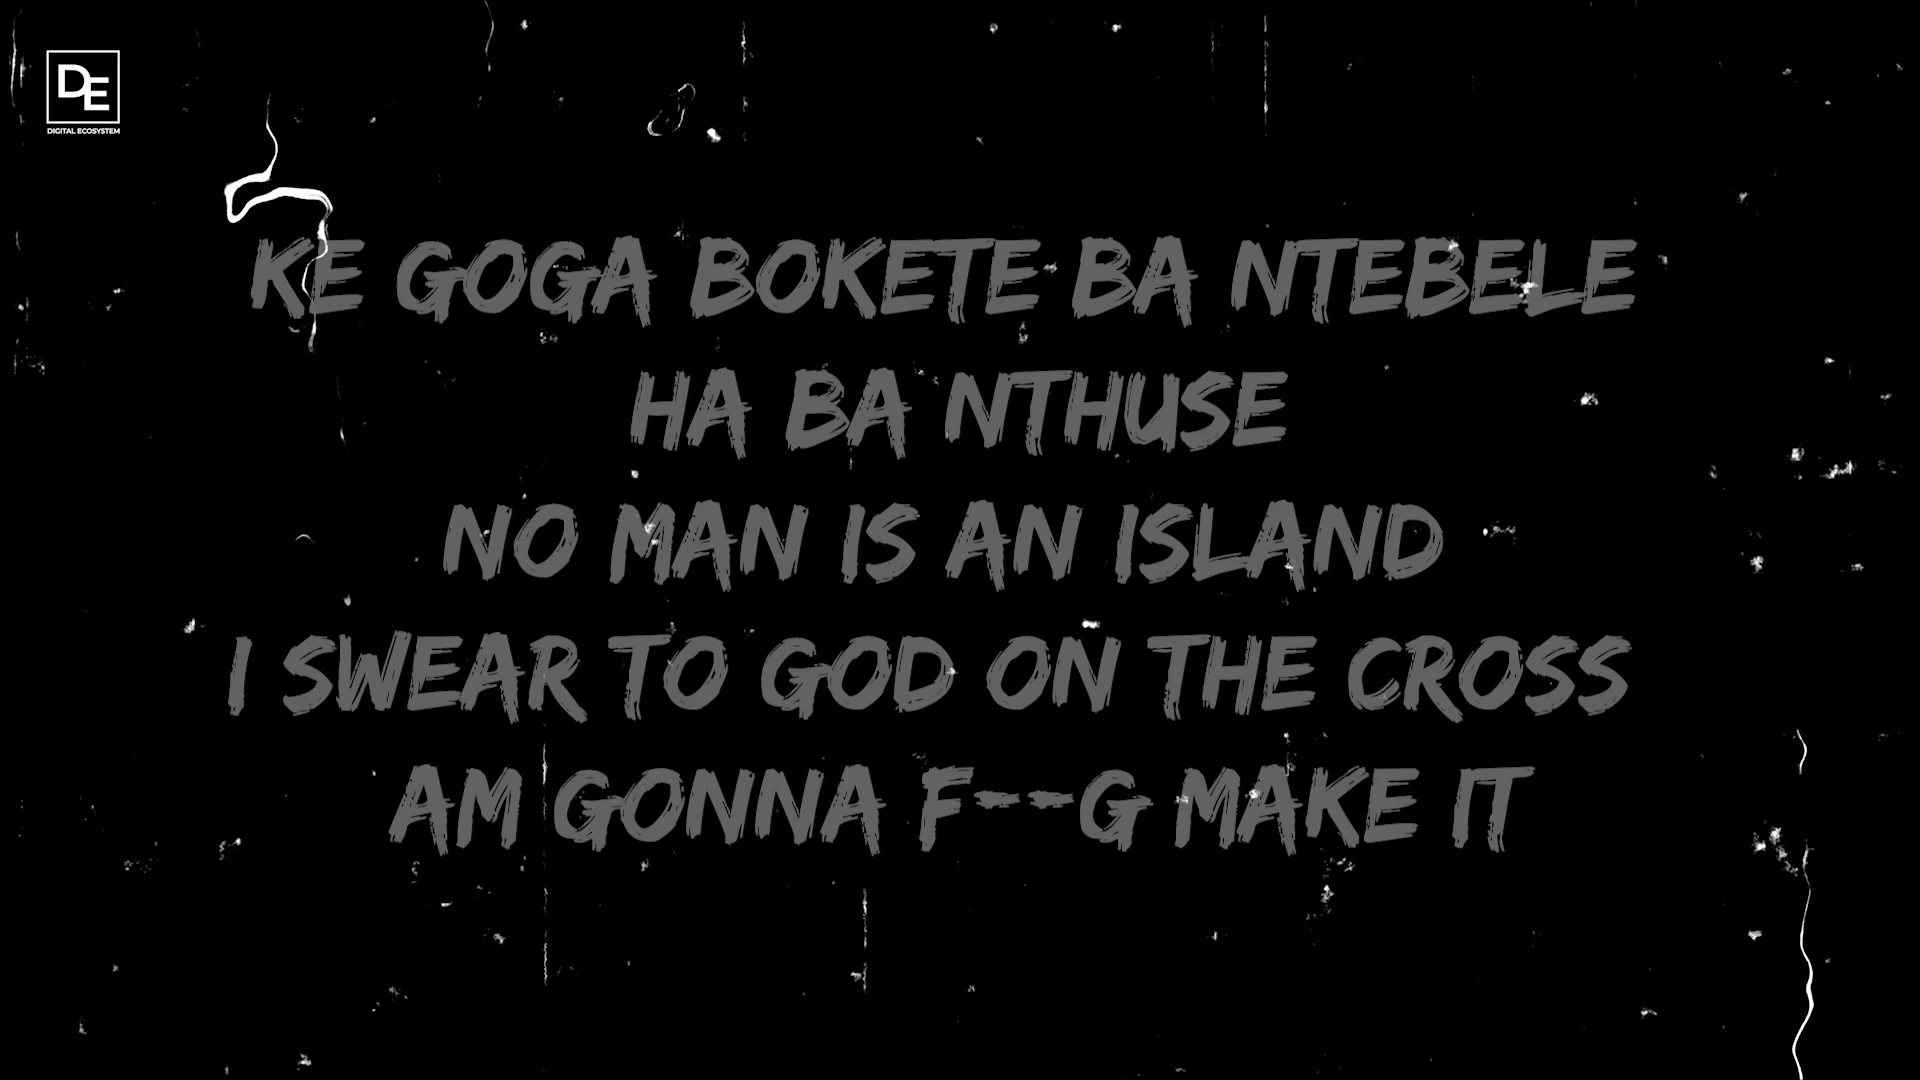 DE
DIGITAL ECOSYSTEM
KE GOGA BOKETE BA NTEBELE
HA BA NTHUSE
NO MAN IS AN ISLAND
I SWEAR TO GOD ON THE CROSS
AM GONNA F--G MAKE IT